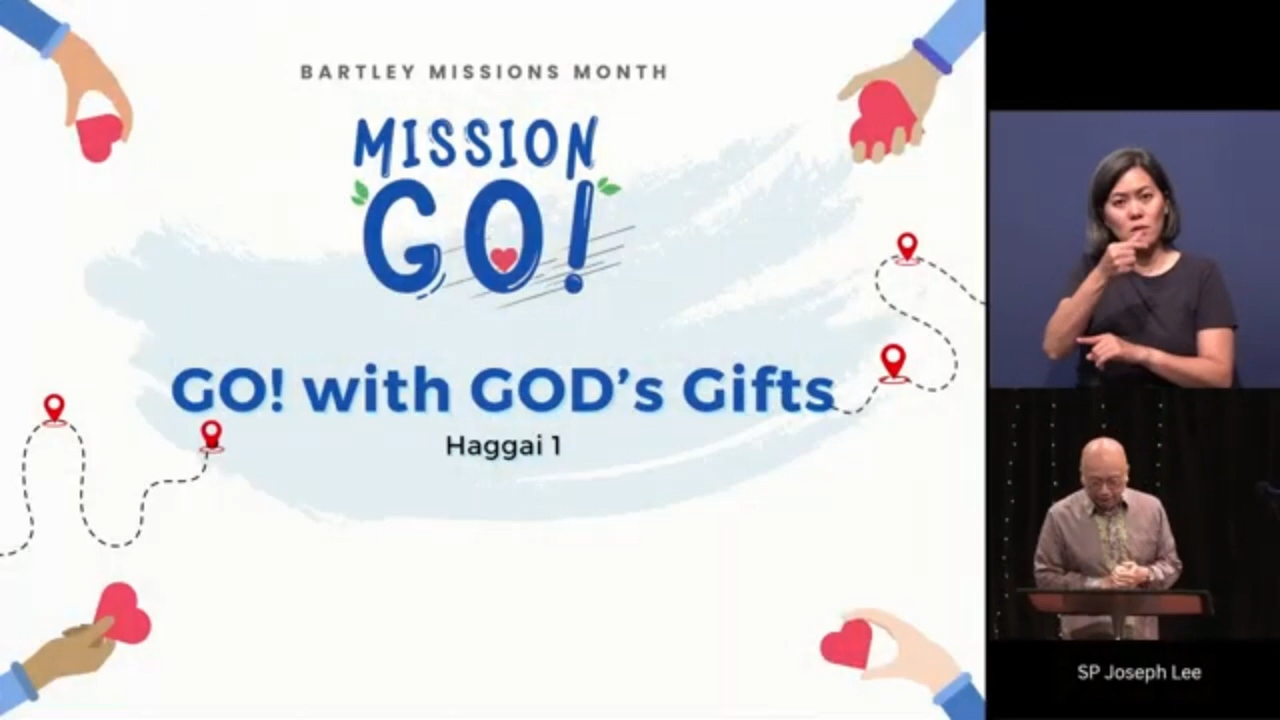 BARTLEY MISSIONS MONTH
MISSION
GO!
GO! with GOD’s Gifts
Haggai 1
SP Joseph Lee